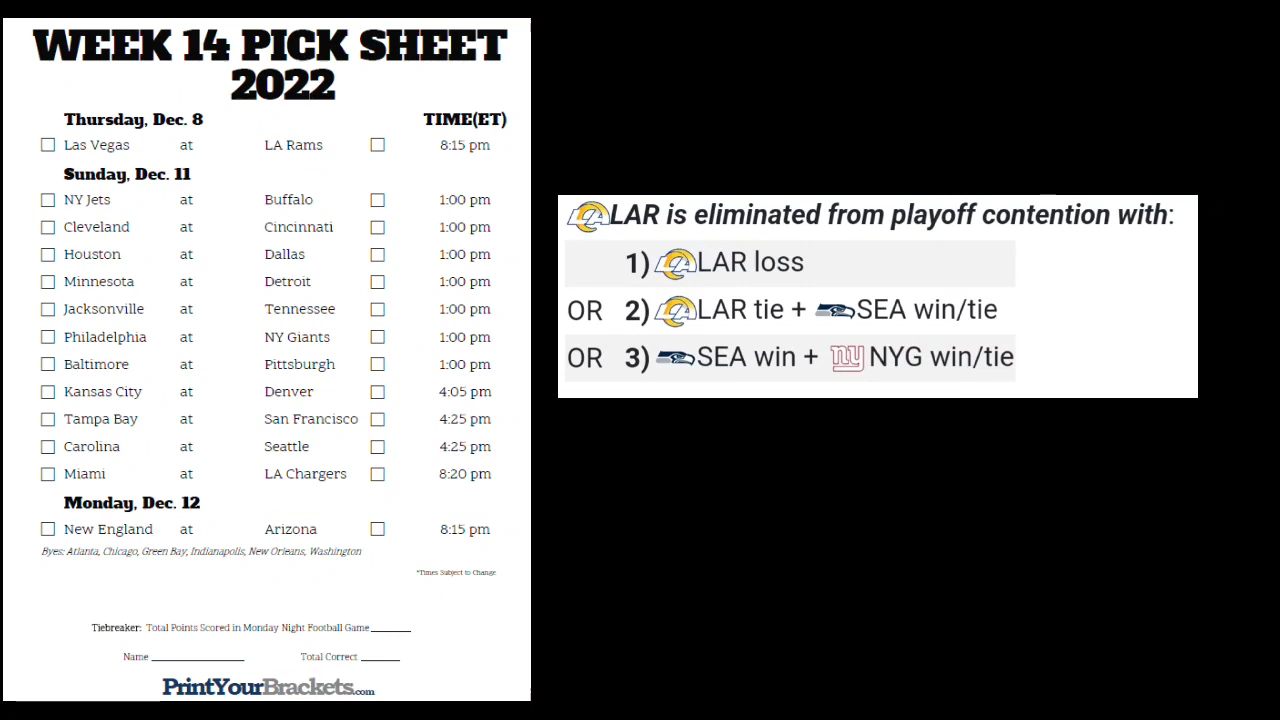 WEEK 14 PICK SHEET
2022
Thursday, Dec. 8 TIME(ET)
Las Vegas at LA Rams 8:15 pm
Sunday, Dec. 11
NY Jets at Buffalo 1:00 pm
Cleveland at Cincinnati 1:00 pm
Houston at Dallas 1:00 pm
Minnesota at Detroit 1:00 pm
Jacksonville at Tennessee 1:00 pm
Philadelphia at NY Giants 1:00 pm
Baltimore at Pittsburgh 1:00 pm
Kansas City at Denver 4:05 pm
Tampa Bay at San Francisco 4:25 pm
Carolina at Seattle 4:25 pm
Miami at LA Chargers 8:20 pm
Monday, Dec. 12
New England at Arizona 8:15 pm
Byes: Atlanta, Chicago, Green Bay, Indianapolis, New Orleans, Washington
*Times Subject to Change
Tiebreaker: Total Points Scored in Monday Night Football Game
Name Total Correct
PrintYourBrackets.com
LA LAR is eliminated from playoff contention with:
1) LA LAR loss
OR 2) LA LAR tie + SEA win/tie
OR 3) SEA win + ny NYG win/tie